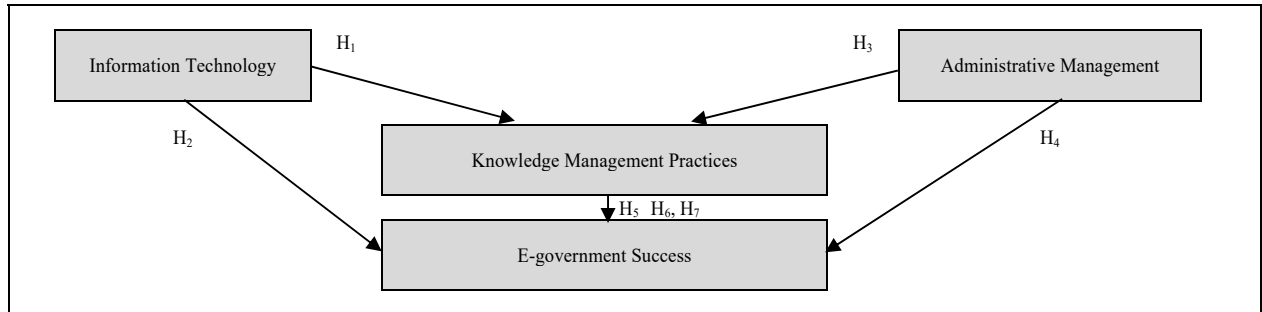 H₁ H₃
Information Technology Administrative Management
H₂ H₄
Knowledge Management Practices
H₅ H₆, H₇
E-government Success